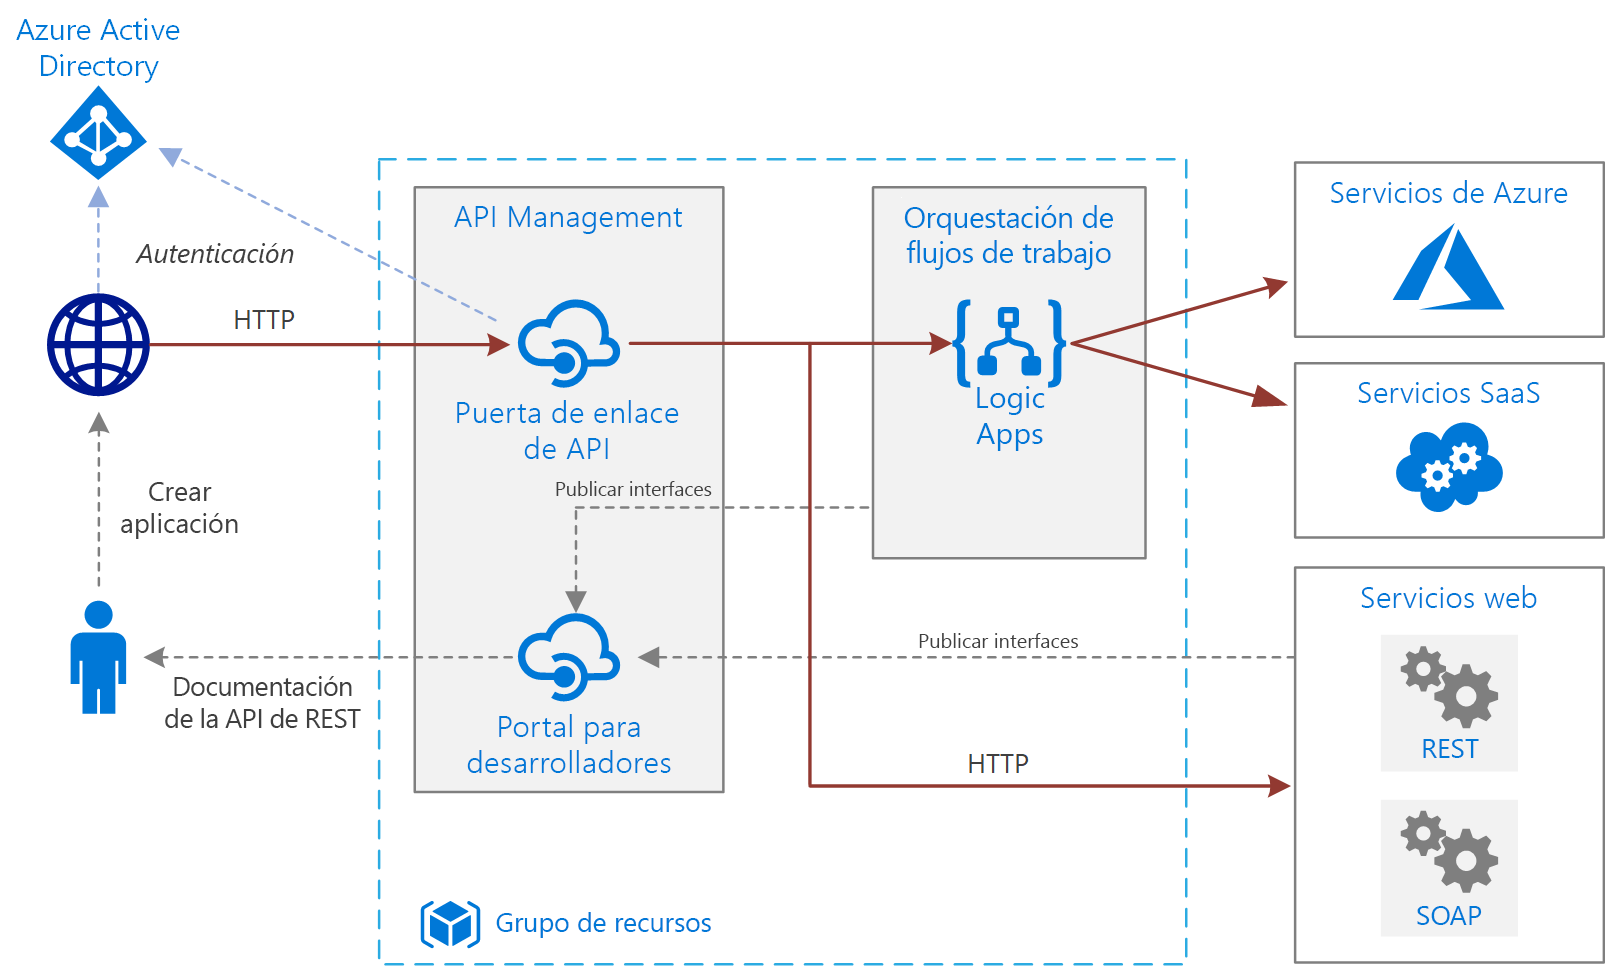 Azure Active
Directory
Autenticación
HTTP
Crear
aplicación
Documentación
de la API de REST
API Management
Puerta de enlace
de API
Publicar interfaces
Portal para
desarrolladores
Grupo de recursos
Orquestación de
flujos de trabajo
Logic
Apps
Publicar interfaces
HTTP
Servicios de Azure
Servicios SaaS
Servicios web
REST
SOAP